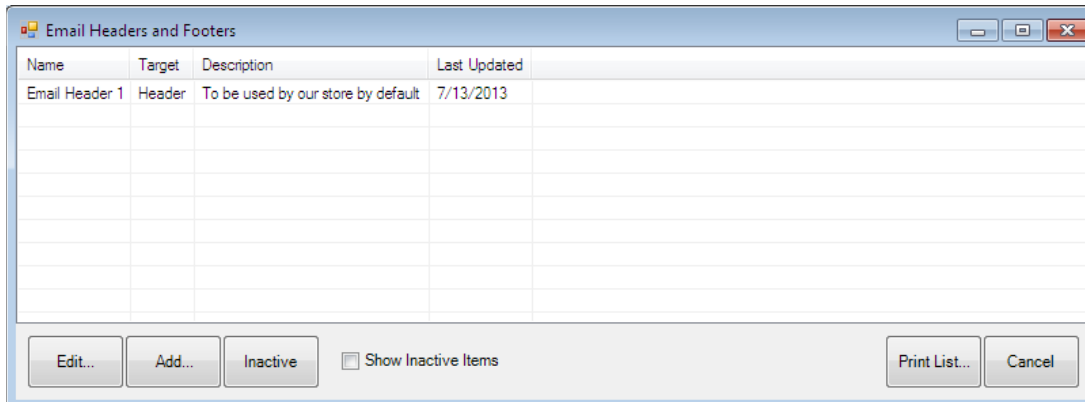 Email Headers and Footers
Name Target Description Last Updated
Email Header 1 Header To be used by our store by default 7/13/2013
Edit... Add... Inactive Show Inactive Items Print List... Cancel